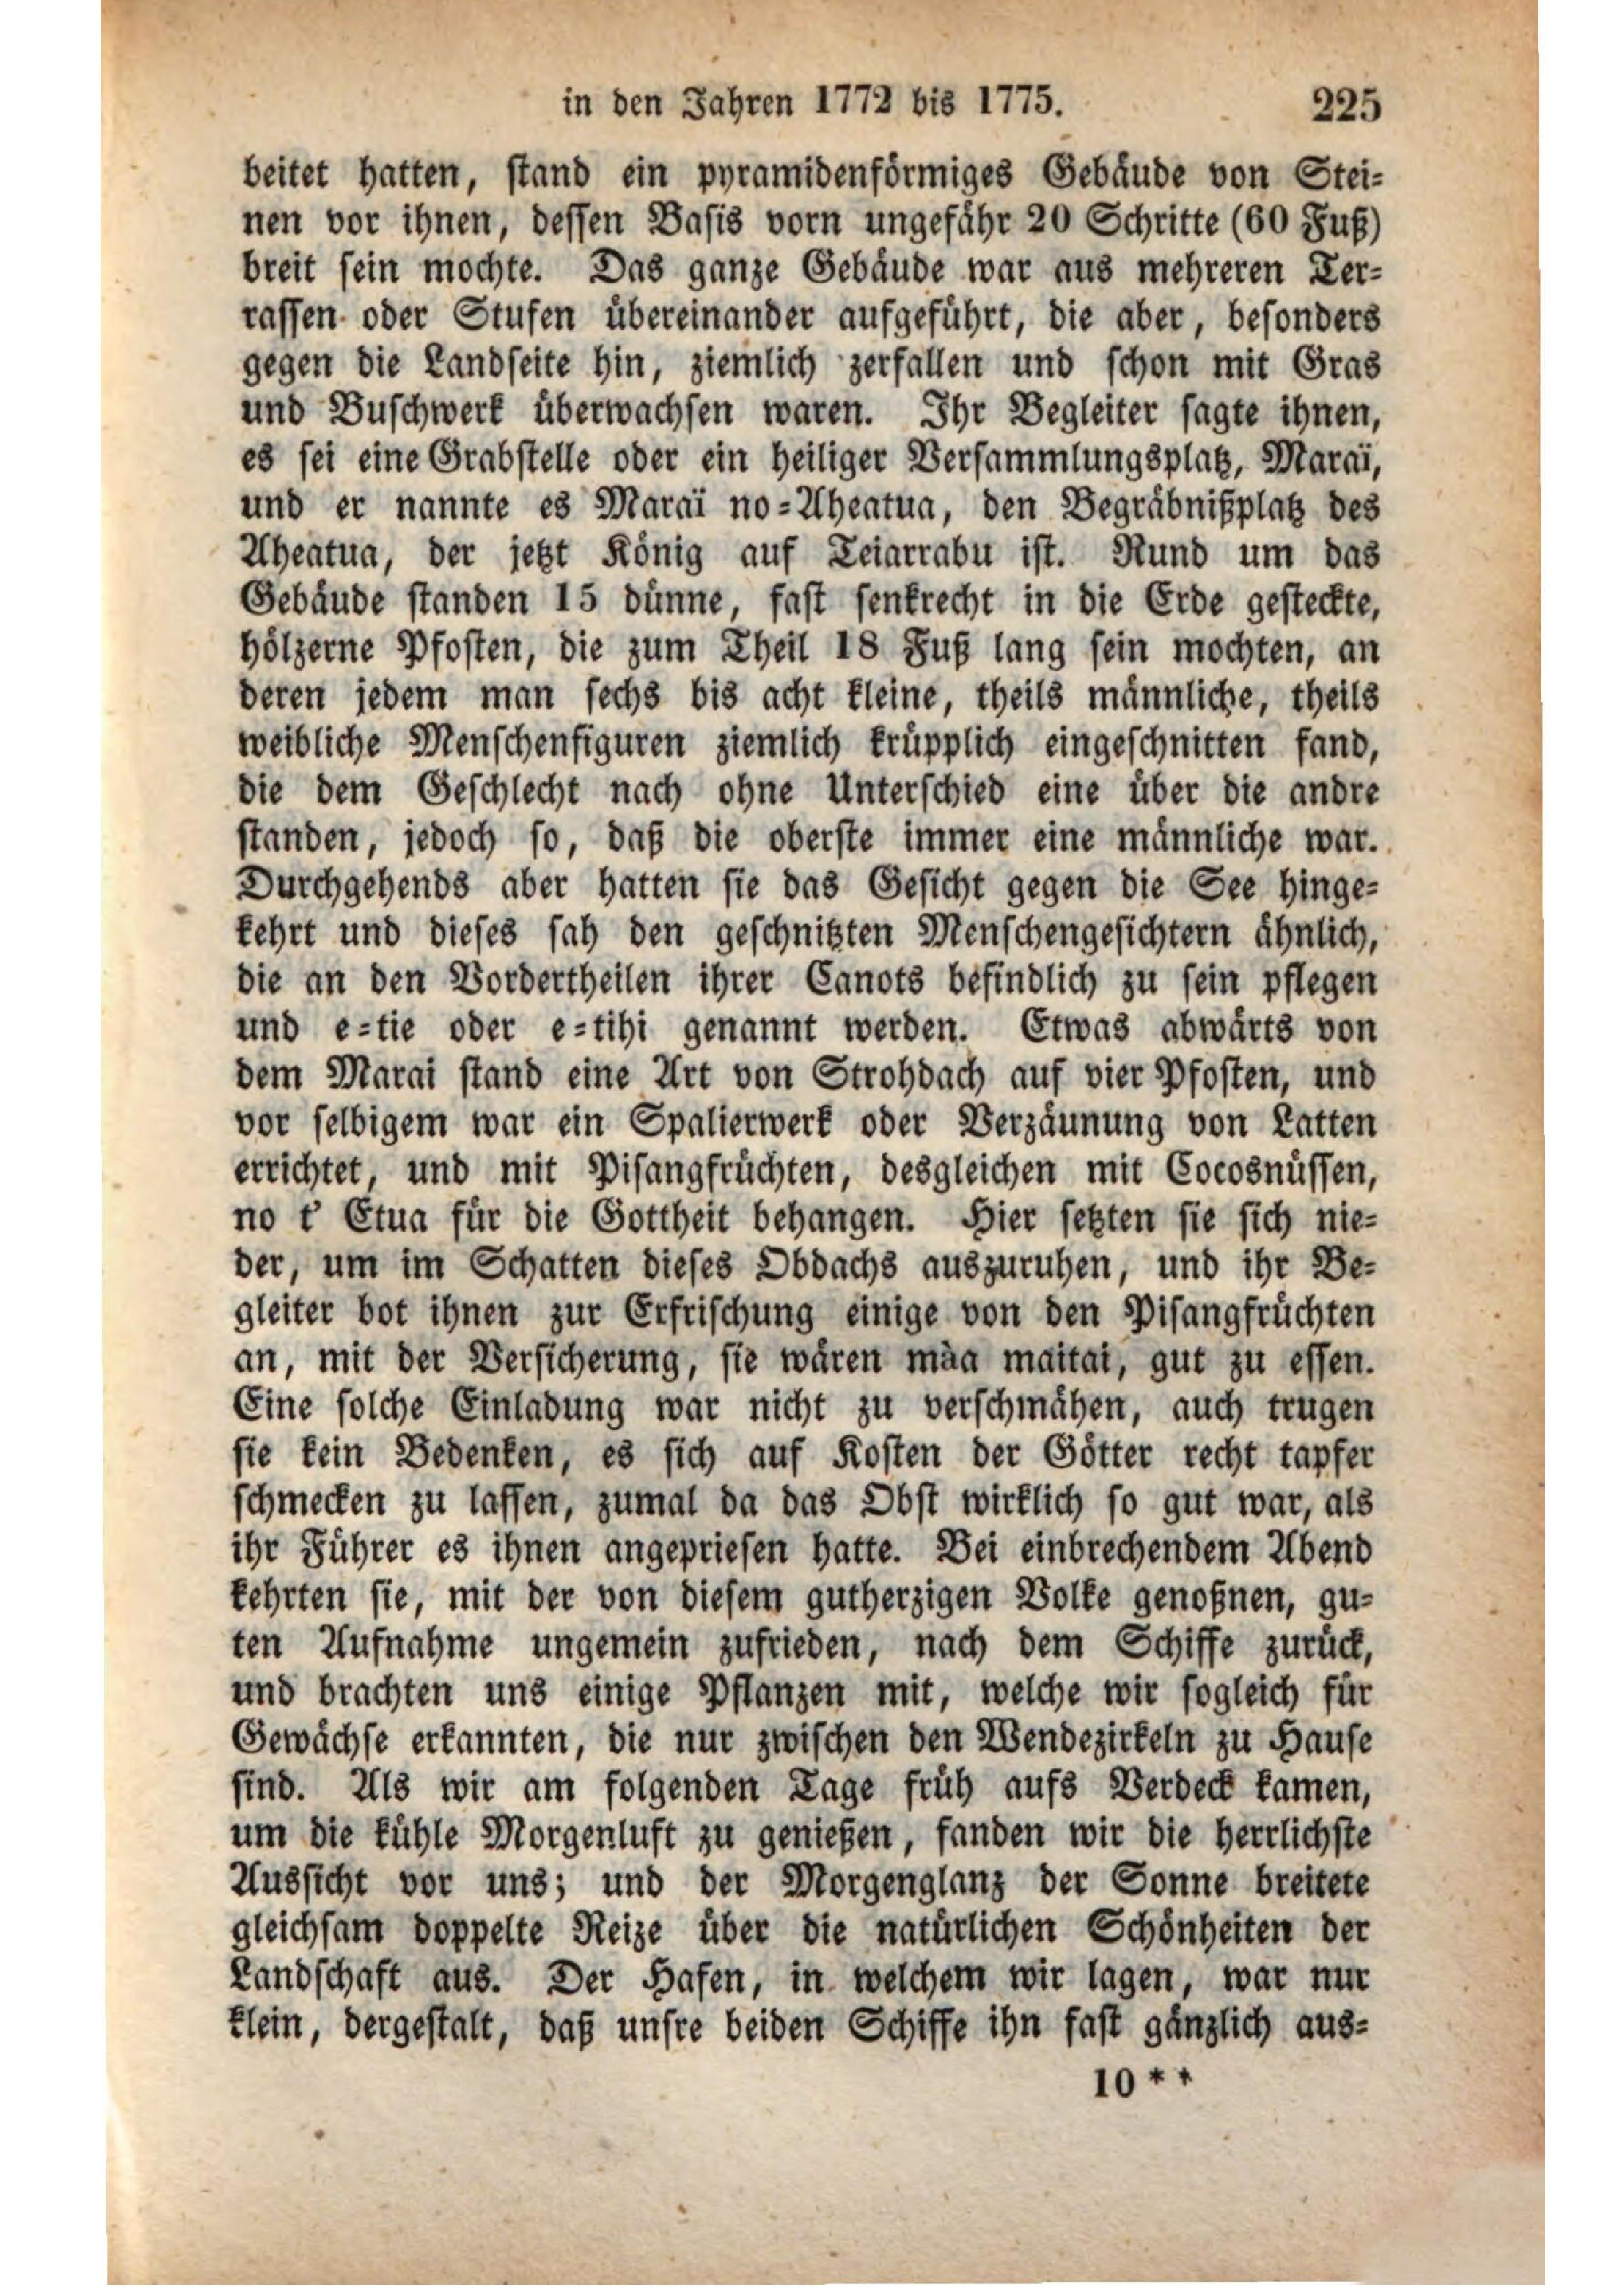 in den Jahren 1772 bis 1775. 225
beitet hatten, stand ein pyramidenförmiges Gebäude von Stei-
nen vor ihnen, dessen Basis vorn ungefähr 20 Schritte (60 Fuß)
breit sein mochte. Das ganze Gebäude war aus mehreren Ter-
rassen oder Stufen übereinander aufgeführt, die aber, besonders
gegen die Landseite hin, ziemlich zerfallen und schon mit Gras
und Buschwerk überwachsen waren. Ihr Begleiter sagte ihnen,
es sei eine Grabstelle oder ein heiliger Versammlungsplatz, Maraï,
und er nannte es Maraï no-Aheatua, den Begräbnißplatz des
Aheatua, der jetzt König auf Teiarrabu ist. Rund um das
Gebäude standen 15 dünne, fast senkrecht in die Erde gesteckte,
hölzerne Pfosten, die zum Theil 18 Fuß lang sein mochten, an
deren jedem man sechs bis acht kleine, theils männliche, theils
weibliche Menschenfiguren ziemlich krüpplich eingeschnitten fand,
die dem Geschlecht nach ohne Unterschied eine über die andre
standen, jedoch so, daß die oberste immer eine männliche war.
Durchgehends aber hatten sie das Gesicht gegen die See hinge-
kehrt und dieses sah den geschnitzten Menschengesichtern ähnlich,
die an den Vordertheilen ihrer Canots befindlich zu sein pflegen
und e-tie oder e-tihi genannt werden. Etwas abwärts von
dem Marai stand eine Art von Strohdach auf vier Pfosten, und
vor selbigem war ein Spalierwerk oder Verzäunung von Latten
errichtet, und mit Pisangfrüchten, desgleichen mit Cocosnüssen,
no t' Etua für die Gottheit behangen. Hier setzten sie sich nie-
der, um im Schatten dieses Obdachs auszuruhen, und ihr Be-
gleiter bot ihnen zur Erfrischung einige von den Pisangfrüchten
an, mit der Versicherung, sie wären màa maitai, gut zu essen.
Eine solche Einladung war nicht zu verschmähen, auch trugen
sie kein Bedenken, es sich auf Kosten der Götter recht tapfer
schmecken zu lassen, zumal da das Obst wirklich so gut war, als
ihr Führer es ihnen angepriesen hatte. Bei einbrechendem Abend
kehrten sie, mit der von diesem gutherzigen Volke genoßnen, gu-
ten Aufnahme ungemein zufrieden, nach dem Schiffe zurück,
und brachten uns einige Pflanzen mit, welche wir sogleich für
Gewächse erkannten, die nur zwischen den Wendezirkeln zu Hause
sind. Als wir am folgenden Tage früh aufs Verdeck kamen,
um die kühle Morgenluft zu genießen, fanden wir die herrlichste
Aussicht vor uns; und der Morgenglanz der Sonne breitete
gleichsam doppelte Reize über die natürlichen Schönheiten der
Landschaft aus. Der Hafen, in welchem wir lagen, war nur
klein, dergestalt, daß unsre beiden Schiffe ihn fast gänzlich aus-
10**